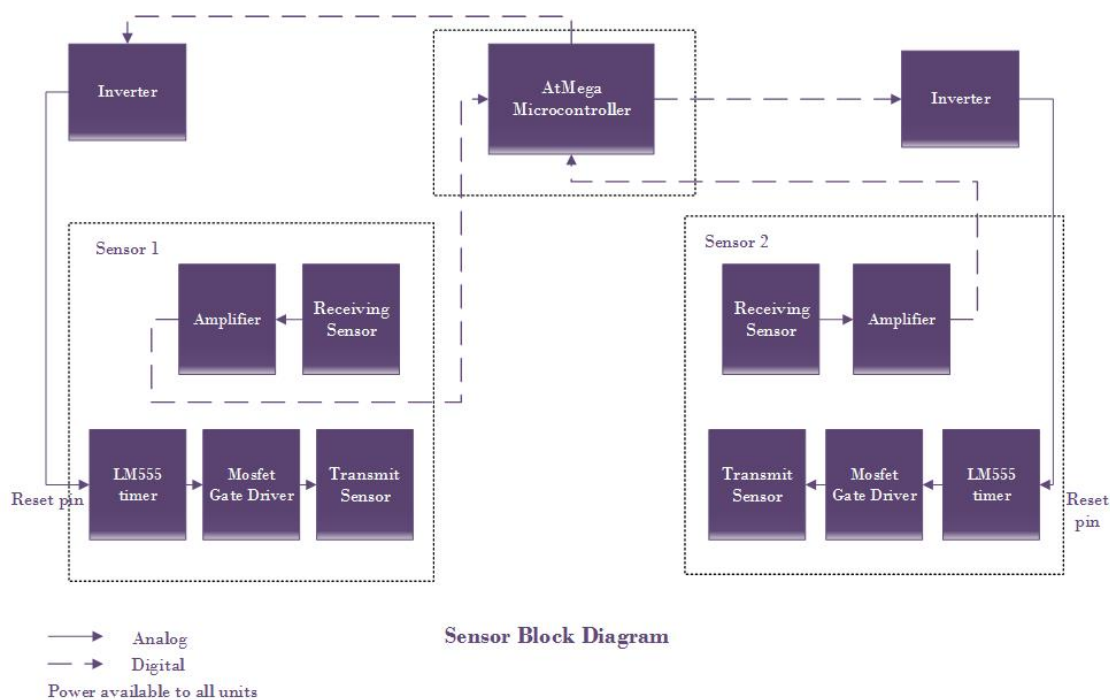 Inverter
AtMega
Microcontroller
Inverter
Sensor 1
Amplifier
Receiving
Sensor
LM555
timer
Mosfet
Gate Driver
Transmit
Sensor
Reset pin
Sensor 2
Receiving
Sensor
Amplifier
Transmit
Sensor
Mosfet
Gate Driver
LM555
timer
Reset
pin
Sensor Block Diagram
Analog
Digital
Power available to all units